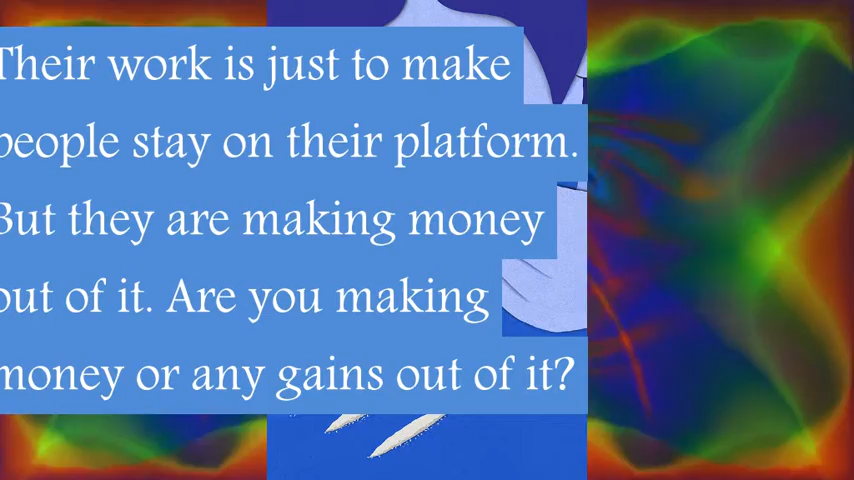 Their work is just to make
people stay on their platform.
But they are making money
out of it. Are you making
money or any gains out of it?